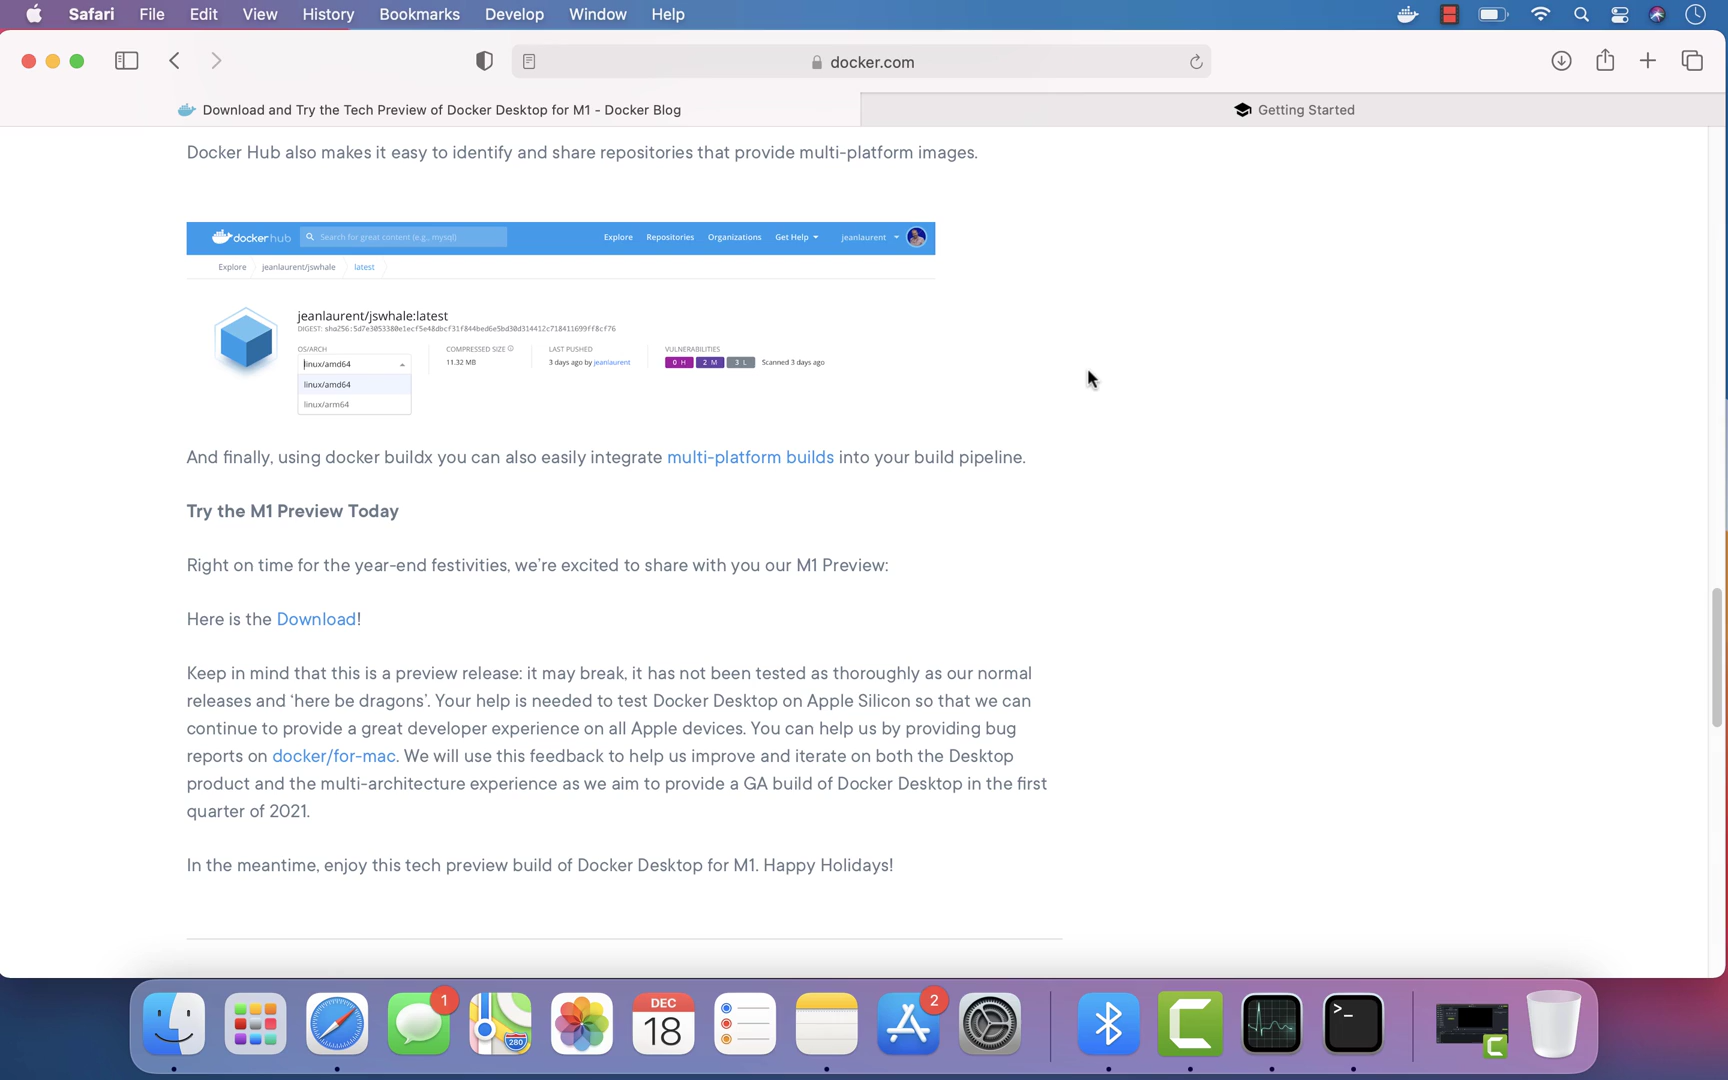 Safari File Edit View History Bookmarks Develop Window Help
docker.com
Download and Try the Tech Preview of Docker Desktop for M1 - Docker Blog
Getting Started
Docker Hub also makes it easy to identify and share repositories that provide multi-platform images.
docker hub Search for great content (e.g., mysql) Explore Repositories Organizations Get Help jeanlaurent
Explore jeanlaurent/jswhale latest
jeanlaurent/jswhale:latest
DIGEST: sha256:5d7e3053380e1ecf5e48dbcf31f844bed6e5bd30d314412c718411699ff8cf76
OS/ARCH COMPRESSED SIZE LAST PUSHED VULNERABILITIES
linux/amd64 11.32 MB 3 days ago by jeanlaurent 0 H 2 M 3 L Scanned 3 days ago
linux/amd64
linux/arm64
And finally, using docker buildx you can also easily integrate multi-platform builds into your build pipeline.
Try the M1 Preview Today
Right on time for the year-end festivities, we're excited to share with you our M1 Preview:
Here is the Download!
Keep in mind that this is a preview release: it may break, it has not been tested as thoroughly as our normal
releases and 'here be dragons'. Your help is needed to test Docker Desktop on Apple Silicon so that we can
continue to provide a great developer experience on all Apple devices. You can help us by providing bug
reports on docker/for-mac. We will use this feedback to help us improve and iterate on both the Desktop
product and the multi-architecture experience as we aim to provide a GA build of Docker Desktop in the first
quarter of 2021.
In the meantime, enjoy this tech preview build of Docker Desktop for M1. Happy Holidays!
1
280
DEC
18
2
>_